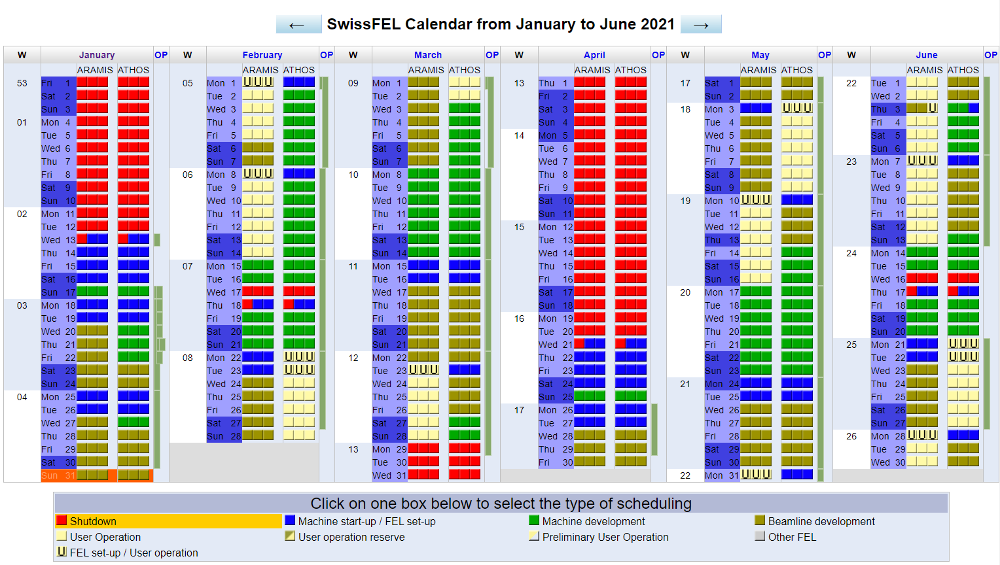 ← SwissFEL Calendar from January to June 2021 →
W January OP W February OP W March OP W April OP W May OP W June OP
ARAMIS ATHOS ARAMIS ATHOS ARAMIS ATHOS ARAMIS ATHOS ARAMIS ATHOS ARAMIS ATHOS
53 Fri 1 05 Mon 1 U U U 09 Mon 1 13 Thu 1 17 Sat 1 22 Tue 1
Sat 2 Tue 2 Tue 2 Fri 2 Sun 2 Wed 2
Sun 3 Wed 3 Wed 3 Sat 3 18 Mon 3 U U U Thu 3 U
01 Mon 4 Thu 4 Thu 4 Sun 4 Tue 4 Fri 4
Tue 5 Fri 5 Fri 5 14 Mon 5 Wed 5 Sat 5
Wed 6 Sat 6 Sat 6 Tue 6 Thu 6 Sun 6
Thu 7 Sun 7 Sun 7 Wed 7 Fri 7 23 Mon 7 U U U
Fri 8 06 Mon 8 U U U 10 Mon 8 Thu 8 Sat 8 Tue 8
Sat 9 Tue 9 Tue 9 Fri 9 Sun 9 Wed 9
Sun 10 Wed 10 Wed 10 Sat 10 19 Mon 10 U U U Thu 10
02 Mon 11 Thu 11 Thu 11 Sun 11 Tue 11 Fri 11
Tue 12 Fri 12 Fri 12 15 Mon 12 Wed 12 Sat 12
Wed 13 Sat 13 Sat 13 Tue 13 Thu 13 Sun 13
Thu 14 Sun 14 Sun 14 Wed 14 Fri 14 24 Mon 14
Fri 15 07 Mon 15 11 Mon 15 Thu 15 Sat 15 Tue 15
Sat 16 Tue 16 Tue 16 Fri 16 Sun 16 Wed 16
Sun 17 Wed 17 Wed 17 Sat 17 20 Mon 17 Thu 17
03 Mon 18 Thu 18 Thu 18 Sun 18 Tue 18 Fri 18
Tue 19 Fri 19 Fri 19 16 Mon 19 Wed 19 Sat 19
Wed 20 Sat 20 Sat 20 Tue 20 Thu 20 Sun 20
Thu 21 Sun 21 Sun 21 Wed 21 Fri 21 25 Mon 21 U U U
Fri 22 08 Mon 22 U U U 12 Mon 22 Thu 22 Sat 22 Tue 22 U U U
Sat 23 Tue 23 U U U Tue 23 U U U Fri 23 Sun 23 Wed 23
Sun 24 Wed 24 Wed 24 Sat 24 21 Mon 24 Thu 24
04 Mon 25 Thu 25 Thu 25 Sun 25 Tue 25 Fri 25
Tue 26 Fri 26 Fri 26 17 Mon 26 Wed 26 Sat 26
Wed 27 Sat 27 Sat 27 Tue 27 Thu 27 Sun 27
Thu 28 Sun 28 Sun 28 Wed 28 Fri 28 26 Mon 28 U U U
Fri 29 13 Mon 29 Thu 29 Sat 29 Tue 29
Sat 30 Tue 30 Fri 30 Sun 30 Wed 30
Sun 31 Wed 31 22 Mon 31 U U U
Click on one box below to select the type of scheduling
Shutdown Machine start-up / FEL set-up Machine development Beamline development
User Operation User operation reserve Preliminary User Operation Other FEL
U FEL set-up / User operation